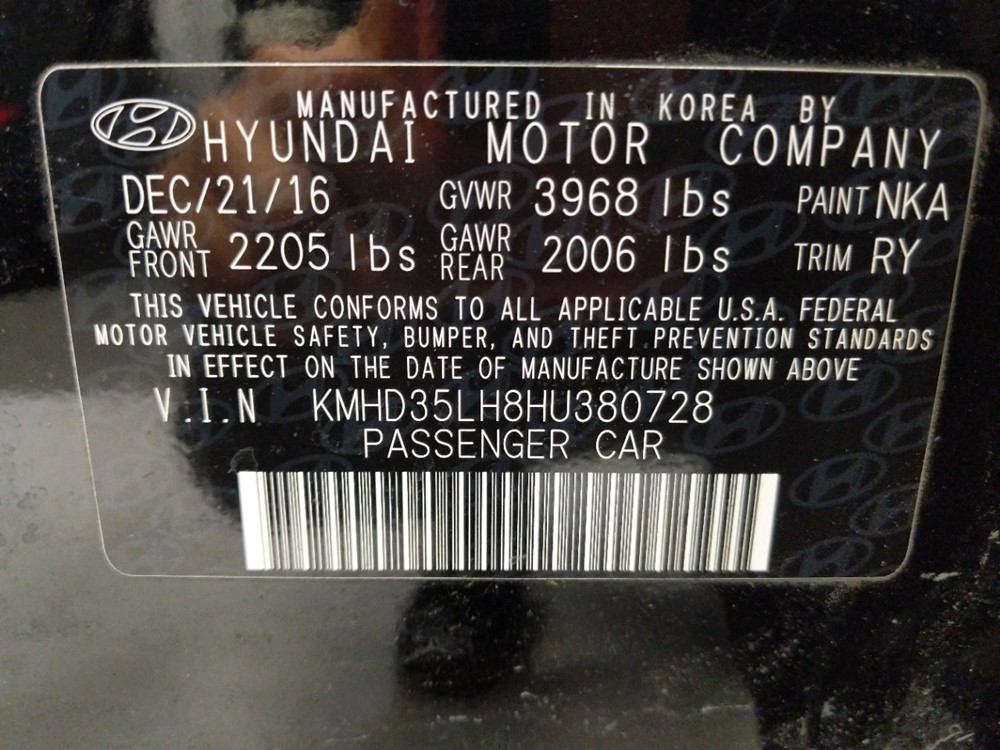 MANUFACTURED IN KOREA BY
HYUNDAI MOTOR COMPANY
DEC/21/16 GVWR 3968 lbs PAINT NKA
GAWR FRONT 2205 lbs GAWR REAR 2006 lbs TRIM RY
THIS VEHICLE CONFORMS TO ALL APPLICABLE U.S.A. FEDERAL
MOTOR VEHICLE SAFETY, BUMPER, AND THEFT PREVENTION STANDARDS
IN EFFECT ON THE DATE OF MANUFACTURE SHOWN ABOVE
V.I.N KMHD35LH8HU380728
PASSENGER CAR